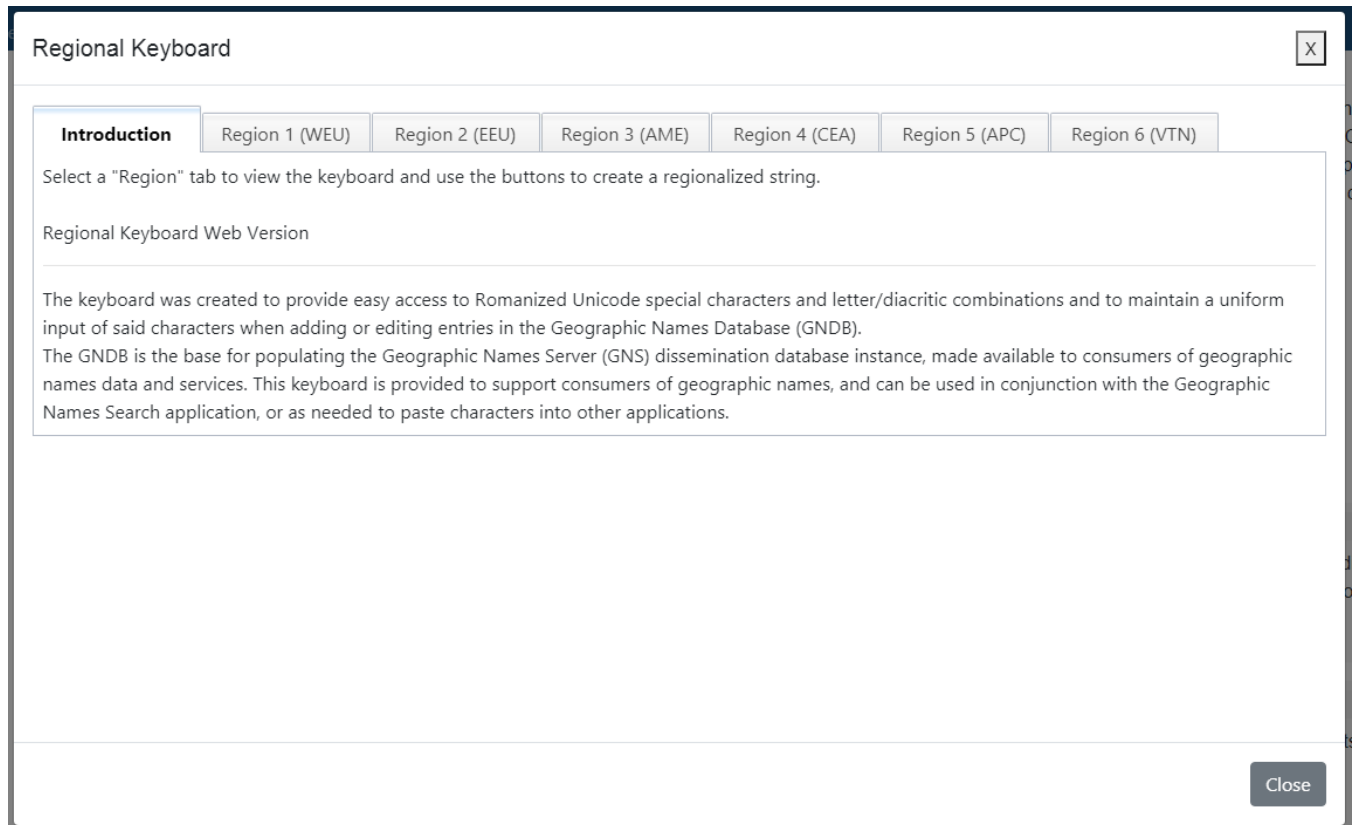 Regional Keyboard
X
Introduction
Region 1 (WEU)
Region 2 (EEU)
Region 3 (AME)
Region 4 (CEA)
Region 5 (APC)
Region 6 (VTN)
Select a "Region" tab to view the keyboard and use the buttons to create a regionalized string.
Regional Keyboard Web Version
The keyboard was created to provide easy access to Romanized Unicode special characters and letter/diacritic combinations and to maintain a uniform
input of said characters when adding or editing entries in the Geographic Names Database (GNDB).
The GNDB is the base for populating the Geographic Names Server (GNS) dissemination database instance, made available to consumers of geographic
names data and services. This keyboard is provided to support consumers of geographic names, and can be used in conjunction with the Geographic
Names Search application, or as needed to paste characters into other applications.
Close